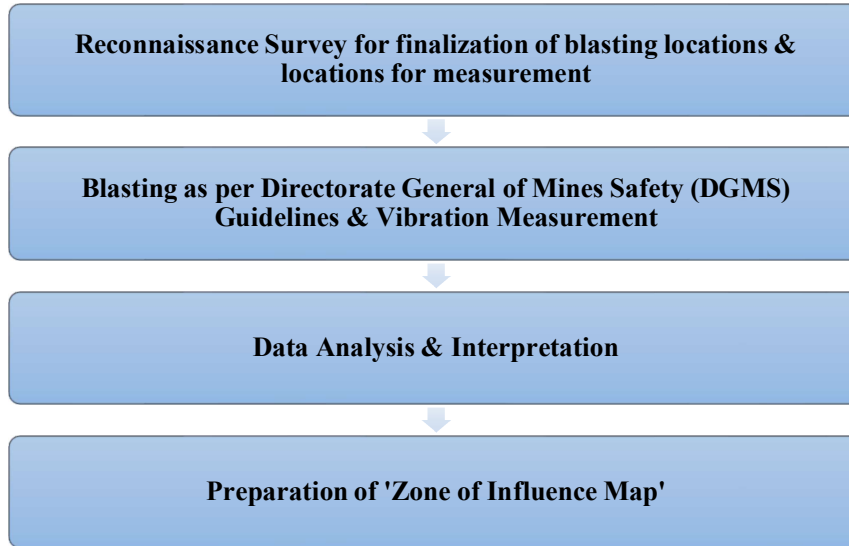 Reconnaissance Survey for finalization of blasting locations &
locations for measurement
Blasting as per Directorate General of Mines Safety (DGMS)
Guidelines & Vibration Measurement
Data Analysis & Interpretation
Preparation of 'Zone of Influence Map'